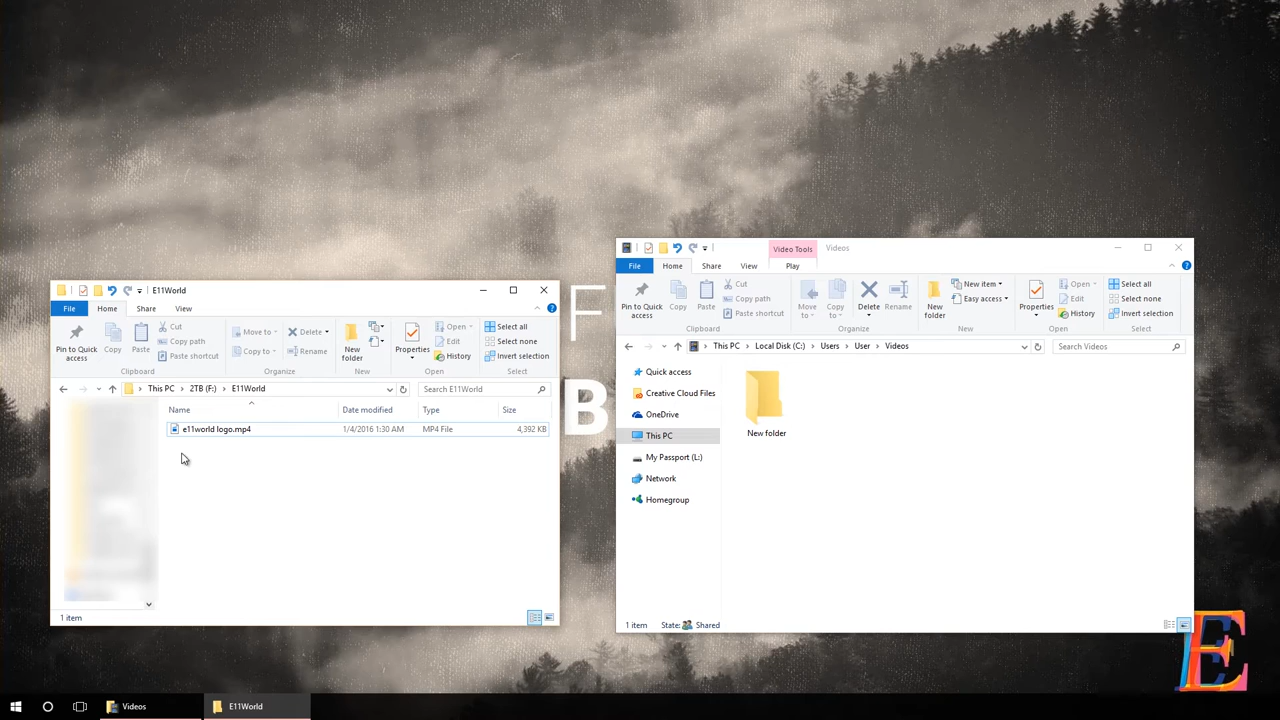 E11World
File Home Share View
Pin to Quick access
Copy
Paste
Cut
Copy path
Paste shortcut
Clipboard
Move to
Copy to
Delete
Rename
Organize
New folder
New
Properties
Open
Edit
History
Open
Select all
Select none
Invert selection
Select
This PC 2TB (F:) E11World
Search E11World
Name Date modified Type Size
e11world logo.mp4 1/4/2016 1:30 AM MP4 File 4,392 KB
1 item
F
B
Video Tools Videos
File Home Share View Play
Pin to Quick access
Copy
Paste
Cut
Copy path
Paste shortcut
Clipboard
Move to
Copy to
Delete
Rename
Organize
New folder
New item
Easy access
New
Properties
Open
Edit
History
Open
Select all
Select none
Invert selection
Select
This PC Local Disk (C:) Users User Videos
Search Videos
Quick access
Creative Cloud Files
OneDrive
This PC
My Passport (L:)
Network
Homegroup
New folder
1 item State: Shared
E
Videos
E11World